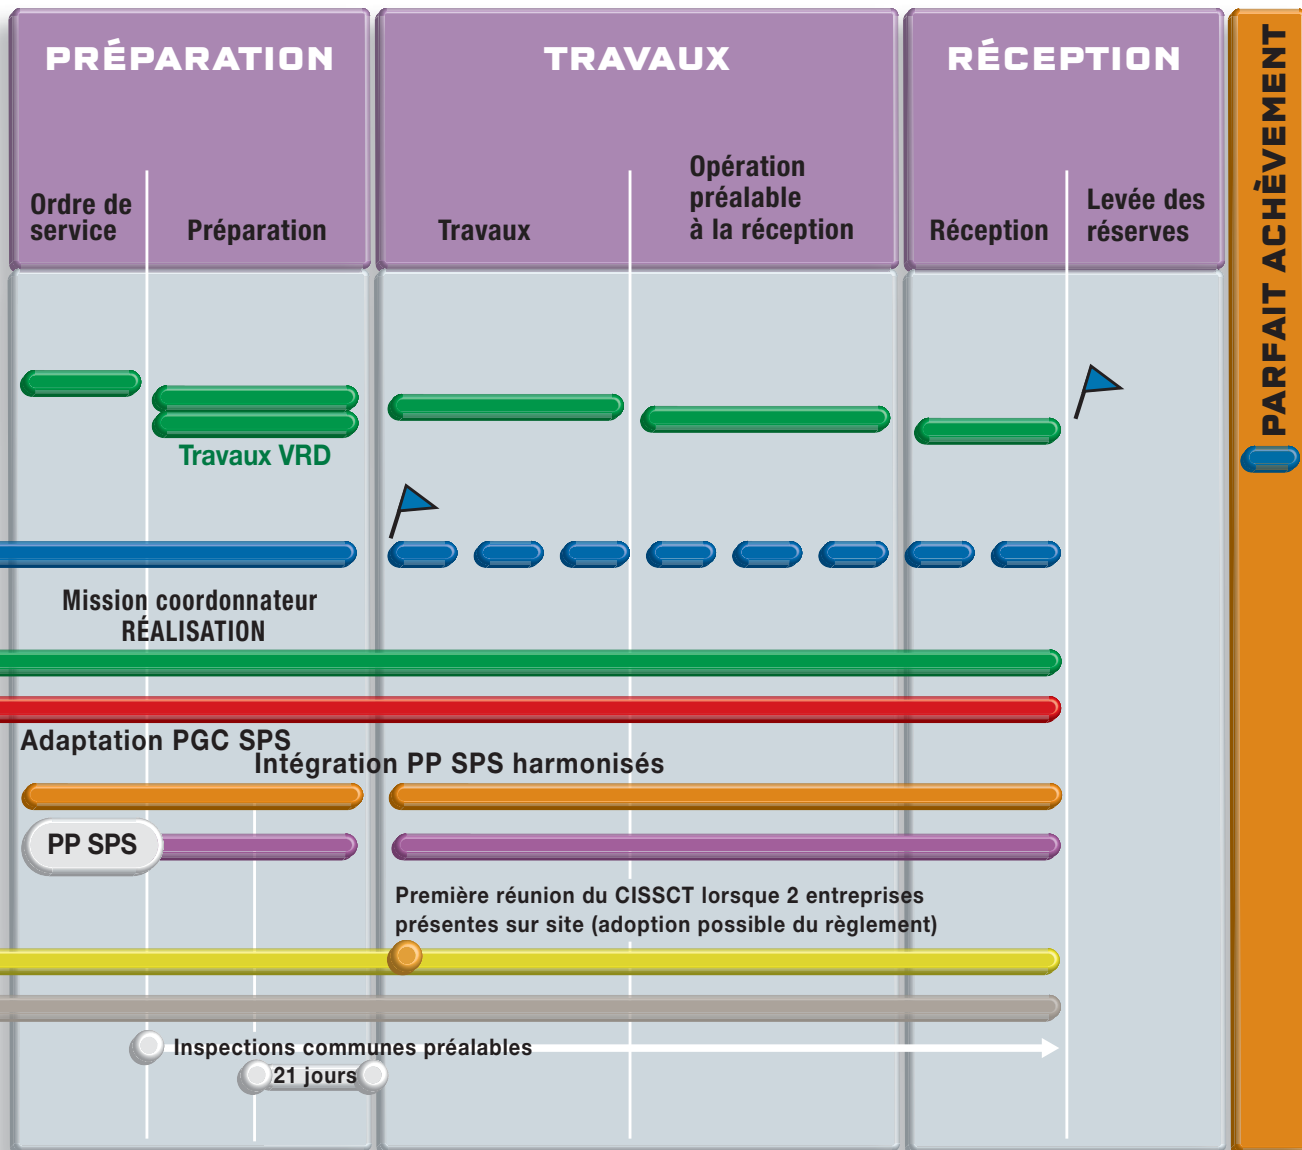 PRÉPARATION
TRAVAUX
RÉCEPTION
PARFAIT ACHÈVEMENT
Ordre de
service
Préparation
Travaux
Opération
préalable
à la réception
Réception
Levée des
réserves
Travaux VRD
Mission coordonnateur
RÉALISATION
Adaptation PGC SPS
Intégration PP SPS harmonisés
PP SPS
Première réunion du CISSCT lorsque 2 entreprises
présentes sur site (adoption possible du règlement)
Inspections communes préalables
21 jours